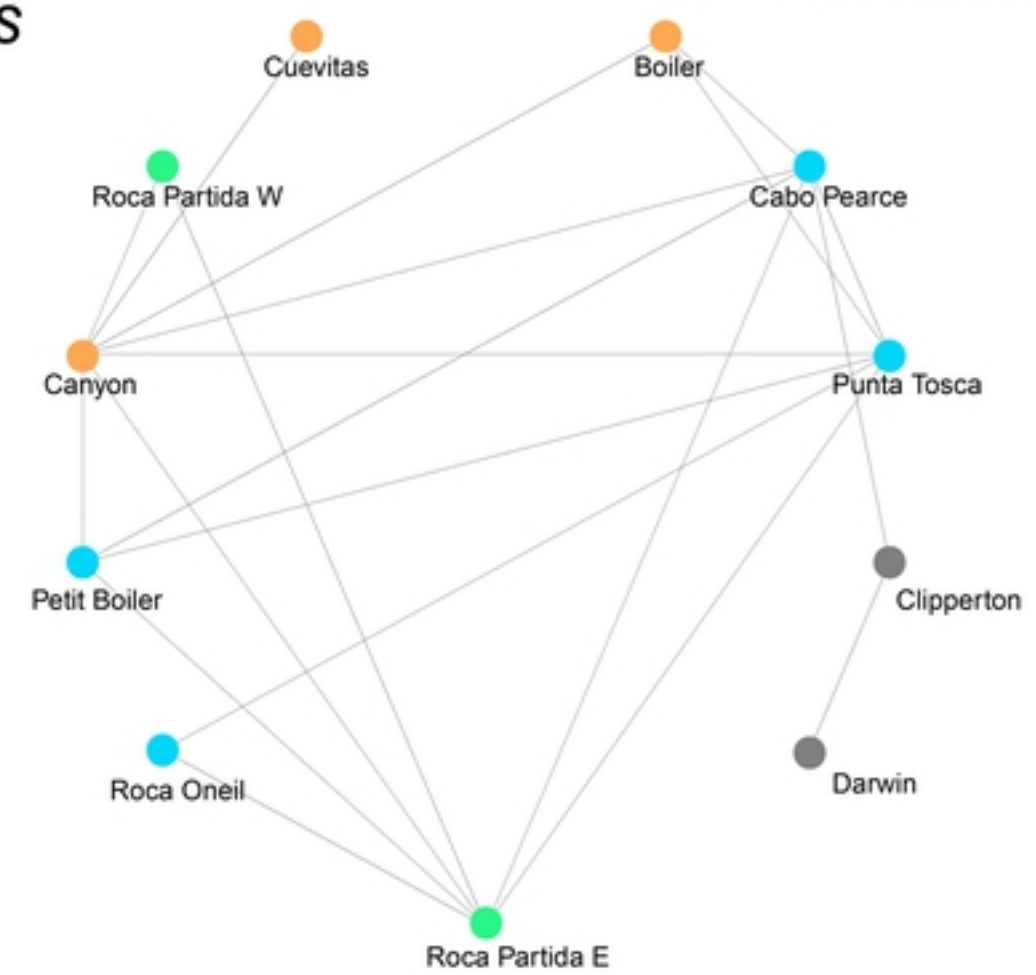 s
Cuevitas
Boiler
Roca Partida W
Cabo Pearce
Canyon
Punta Tosca
Petit Boiler
Clipperton
Roca Oneil
Darwin
Roca Partida E